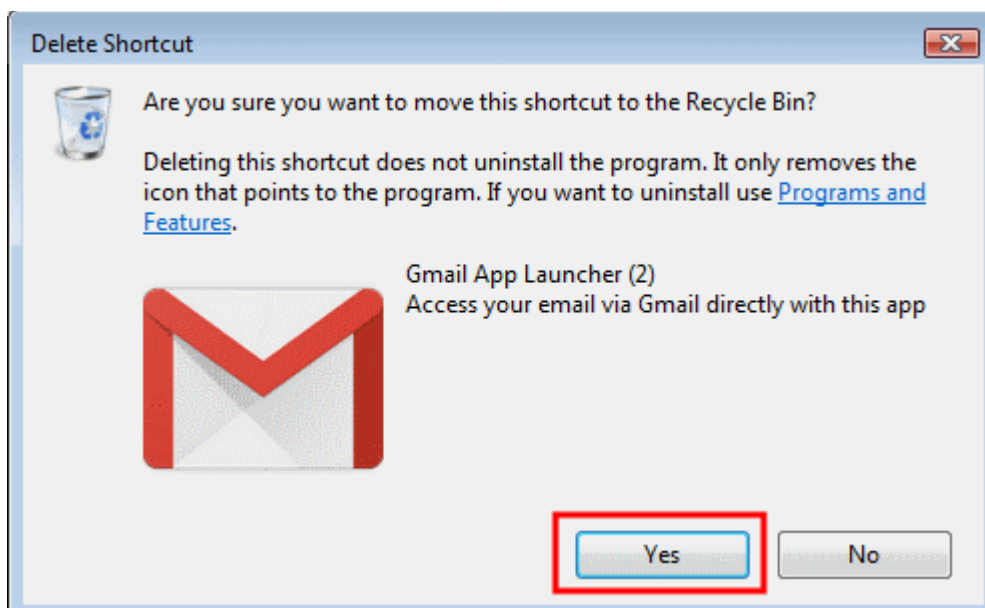 Delete Shortcut
Are you sure you want to move this shortcut to the Recycle Bin?
Deleting this shortcut does not uninstall the program. It only removes the
icon that points to the program. If you want to uninstall use Programs and
Features.
Gmail App Launcher (2)
Access your email via Gmail directly with this app
Yes
No